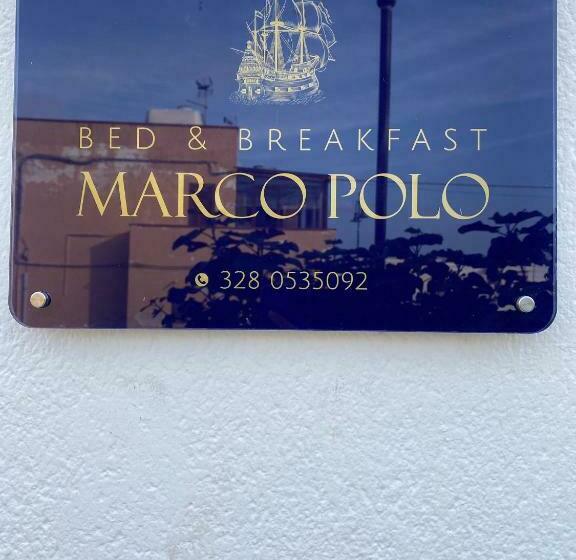 BED & BREAKFAST
MARCO POLO
328 0535092